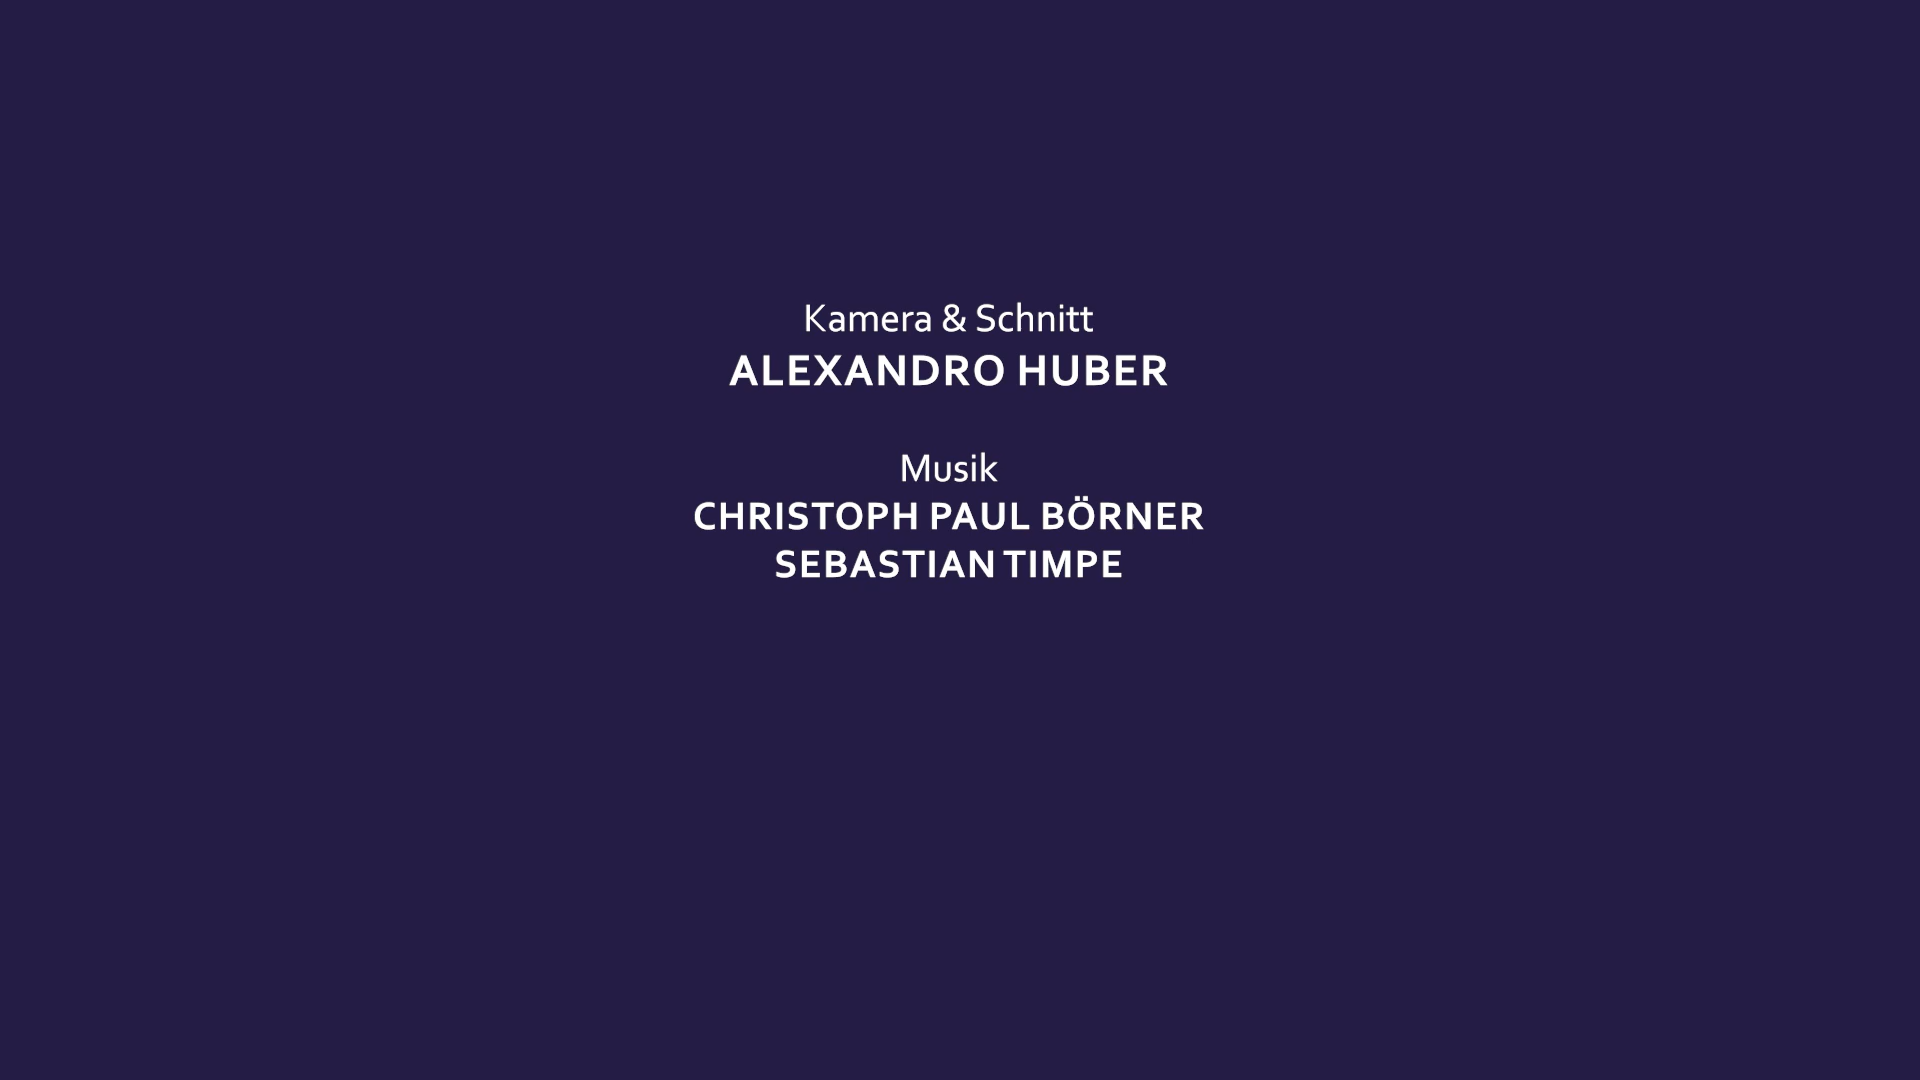 Kamera & Schnitt
ALEXANDRO HUBER
Musik
CHRISTOPH PAUL BÖRNER
SEBASTIAN TIMPE